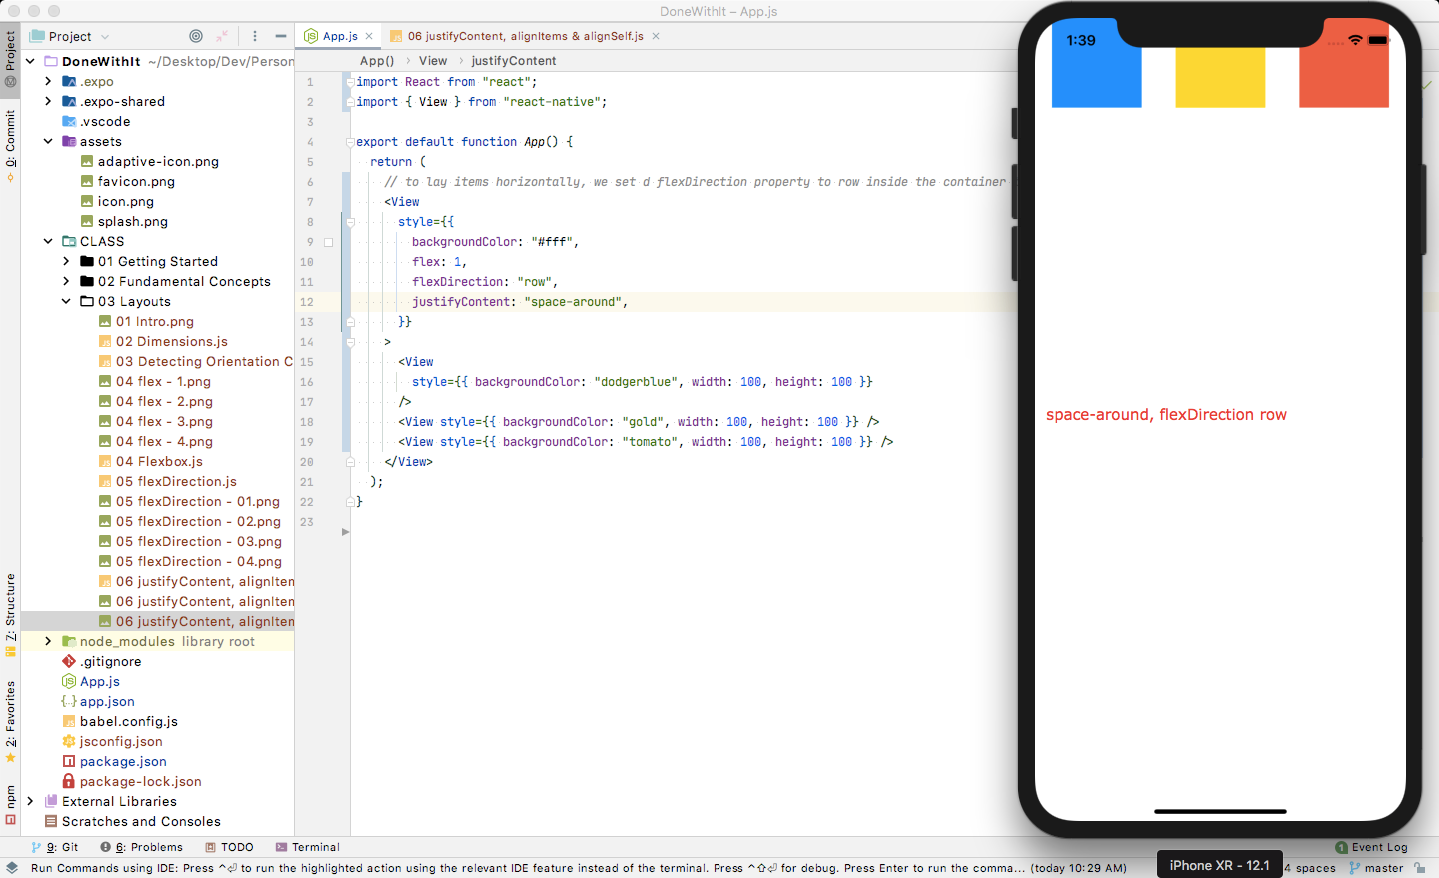 DoneWithIt – App.js
Project
App.js
06 justifyContent, alignItems & alignSelf.js
Project
0: Commit
7: Structure
2: Favorites
npm
DoneWithIt ~/Desktop/Dev/Person
.expo
.expo-shared
.vscode
assets
adaptive-icon.png
favicon.png
icon.png
splash.png
CLASS
01 Getting Started
02 Fundamental Concepts
03 Layouts
01 Intro.png
02 Dimensions.js
03 Detecting Orientation C
04 flex - 1.png
04 flex - 2.png
04 flex - 3.png
04 flex - 4.png
04 Flexbox.js
05 flexDirection.js
05 flexDirection - 01.png
05 flexDirection - 02.png
05 flexDirection - 03.png
05 flexDirection - 04.png
06 justifyContent, alignItem
06 justifyContent, alignItem
06 justifyContent, alignItem
node_modules library root
.gitignore
App.js
app.json
babel.config.js
jsconfig.json
package.json
package-lock.json
External Libraries
Scratches and Consoles
App() › View › justifyContent
1 import React from "react";
2 import { View } from "react-native";
3
4 export default function App() {
5 return (
6 // to lay items horizontally, we set d flexDirection property to row inside the container
7 <View
8 style={{
9 backgroundColor: "#fff",
10 flex: 1,
11 flexDirection: "row",
12 justifyContent: "space-around",
13 }}
14 >
15 <View
16 style={{ backgroundColor: "dodgerblue", width: 100, height: 100 }}
17 />
18 <View style={{ backgroundColor: "gold", width: 100, height: 100 }} />
19 <View style={{ backgroundColor: "tomato", width: 100, height: 100 }} />
20 </View>
21 );
22 }
23
1:39
space-around, flexDirection row
iPhone XR - 12.1
9: Git
6: Problems
TODO
Terminal
1 Event Log
Run Commands using IDE: Press ^⏎ to run the highlighted action using the relevant IDE feature instead of the terminal. Press ^⇧⏎ for debug. Press Enter to run the comma... (today 10:29 AM)
4 spaces
master